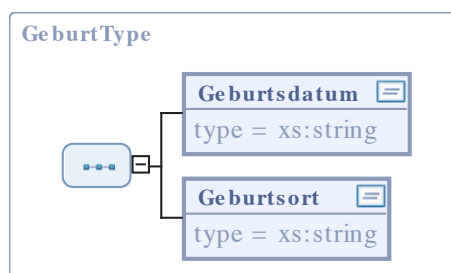 GeburtType
Geburtsdatum
type = xs:string
Geburtsort
type = xs:string